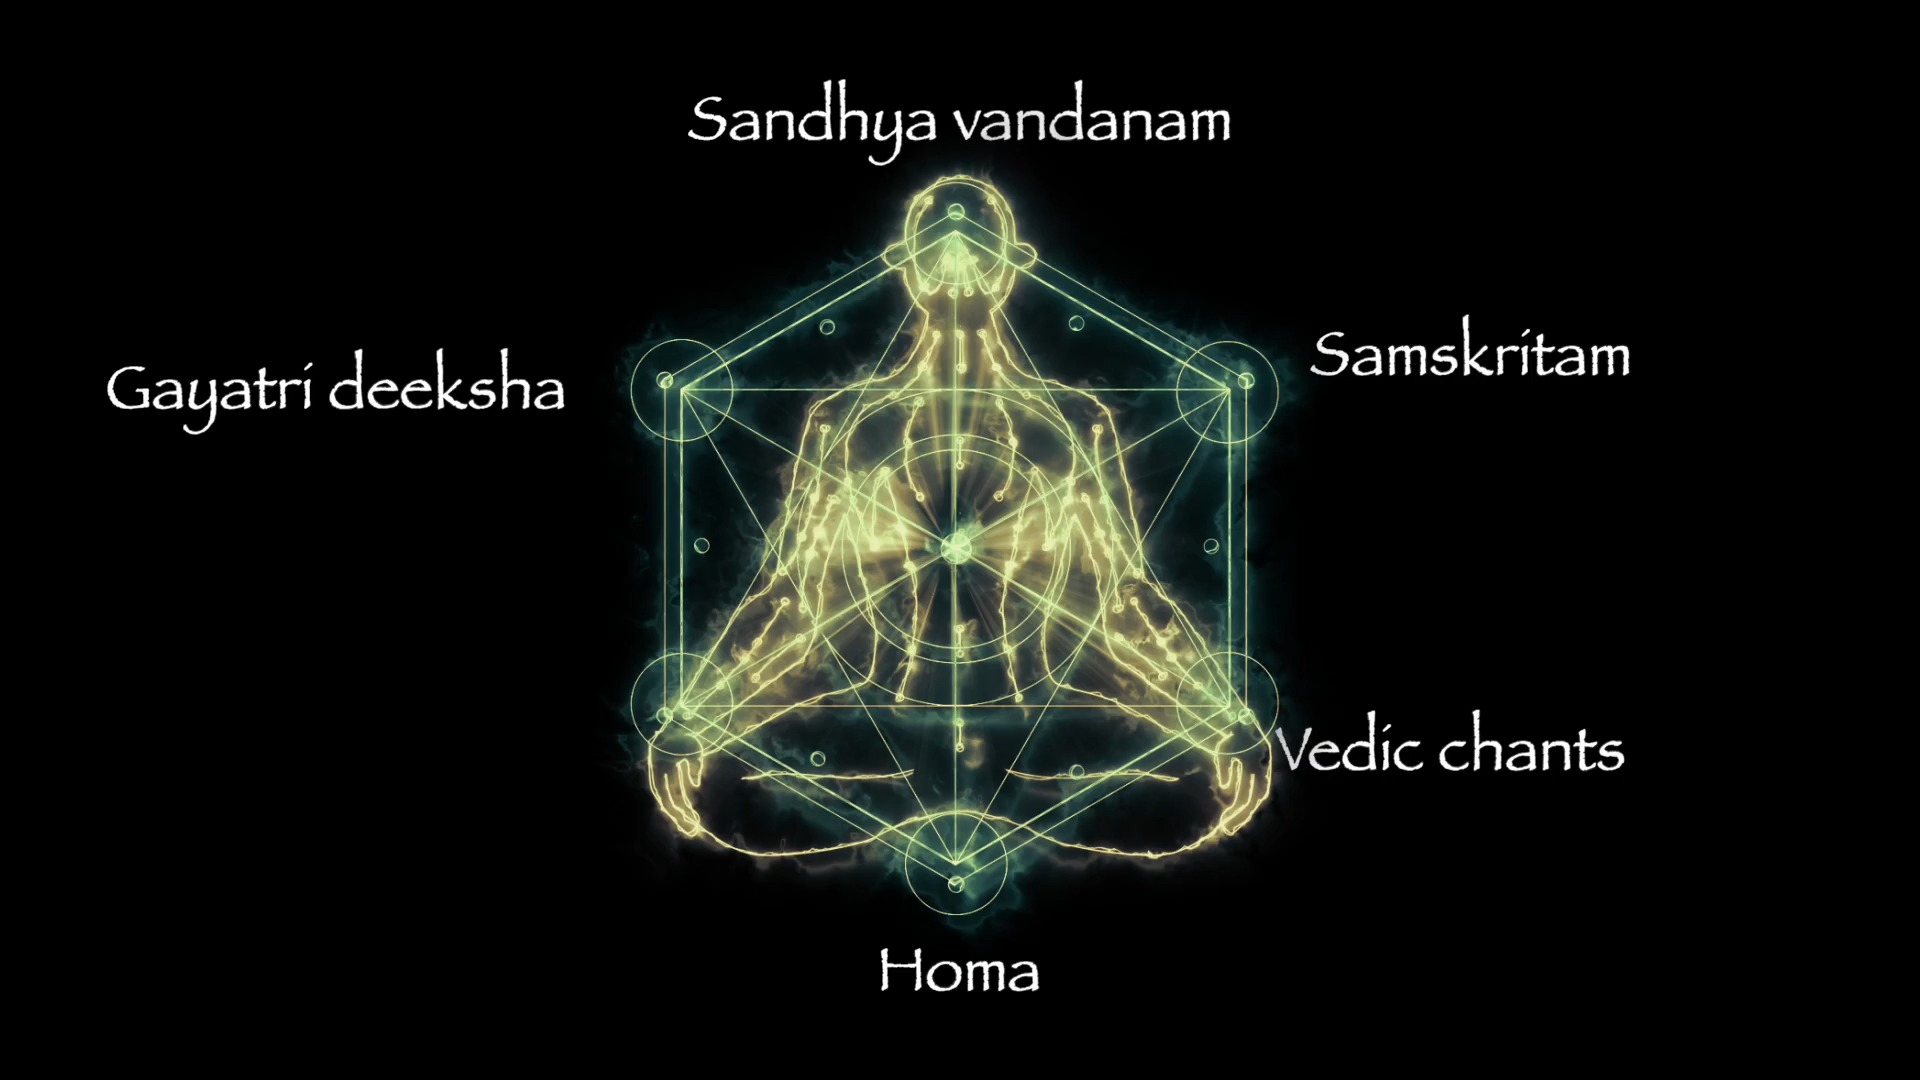 Sandhya vandanam
Samskritam
Gayatri deeksha
Vedic chants
Homa